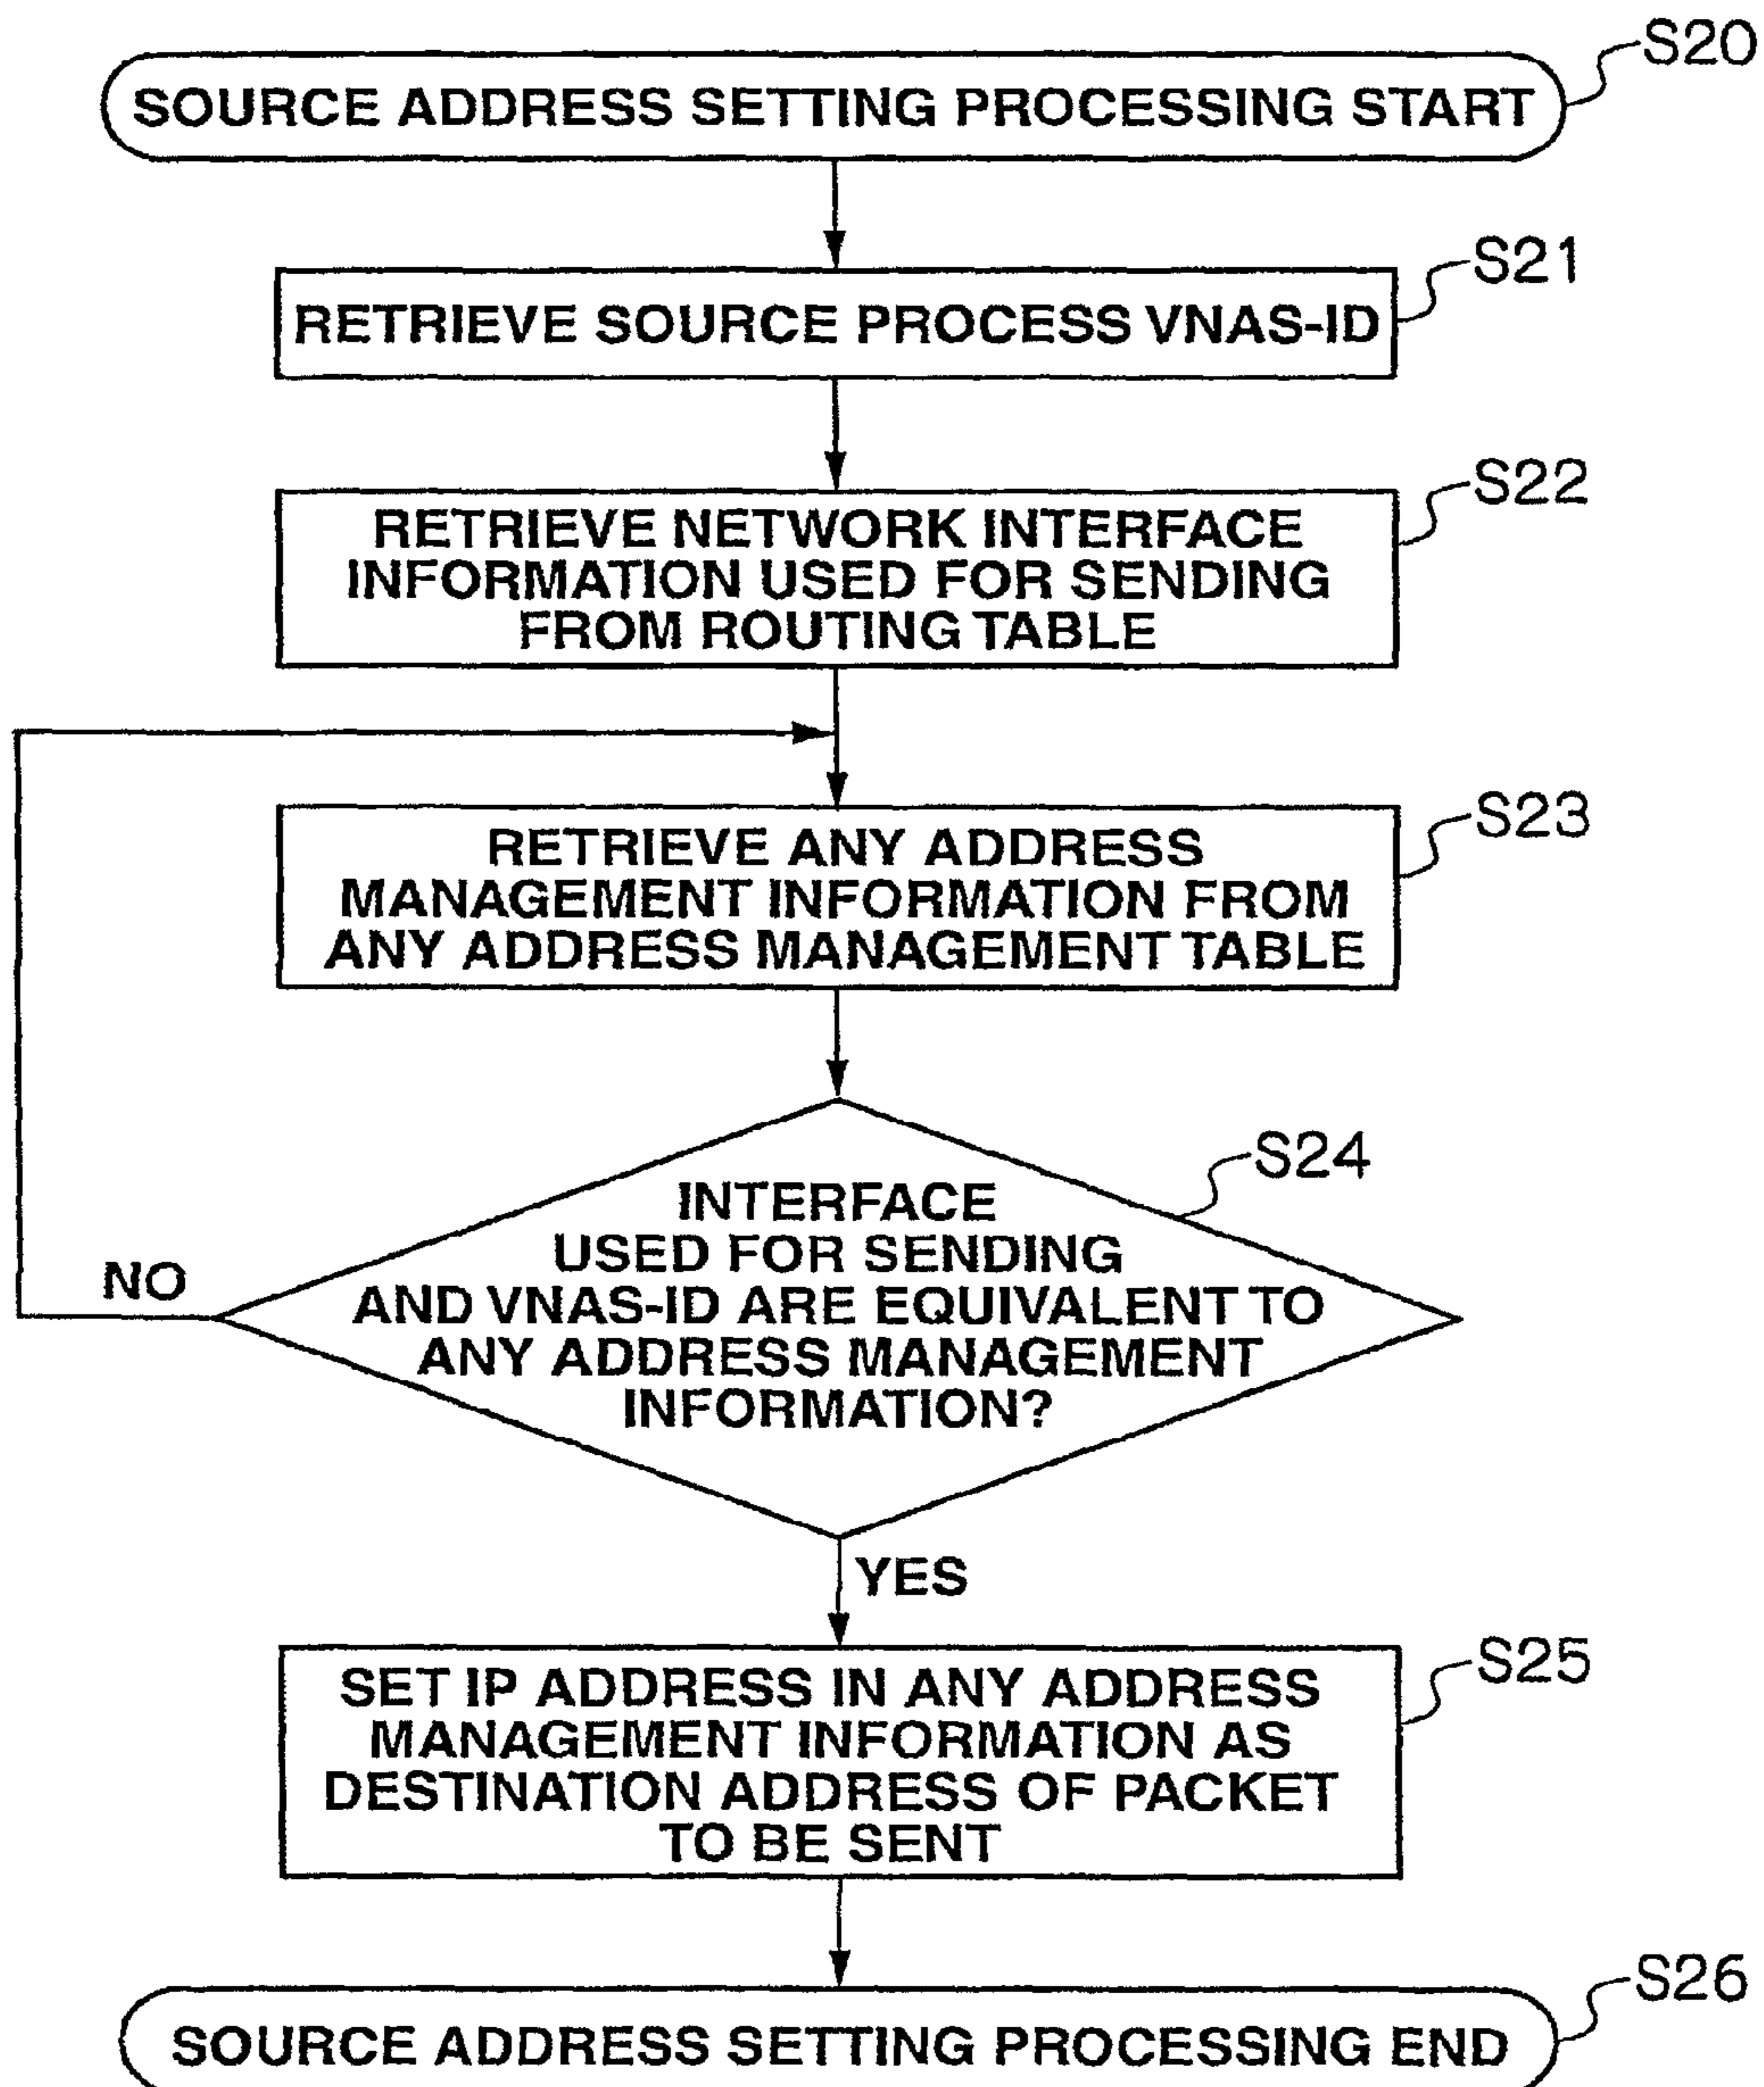 S20
SOURCE ADDRESS SETTING PROCESSING START
S21
RETRIEVE SOURCE PROCESS VNAS-ID
S22
RETRIEVE NETWORK INTERFACE
INFORMATION USED FOR SENDING
FROM ROUTING TABLE
S23
RETRIEVE ANY ADDRESS
MANAGEMENT INFORMATION FROM
ANY ADDRESS MANAGEMENT TABLE
S24
INTERFACE
USED FOR SENDING
AND VNAS-ID ARE EQUIVALENT TO
ANY ADDRESS MANAGEMENT
INFORMATION?
NO
YES
S25
SET IP ADDRESS IN ANY ADDRESS
MANAGEMENT INFORMATION AS
DESTINATION ADDRESS OF PACKET
TO BE SENT
S26
SOURCE ADDRESS SETTING PROCESSING END